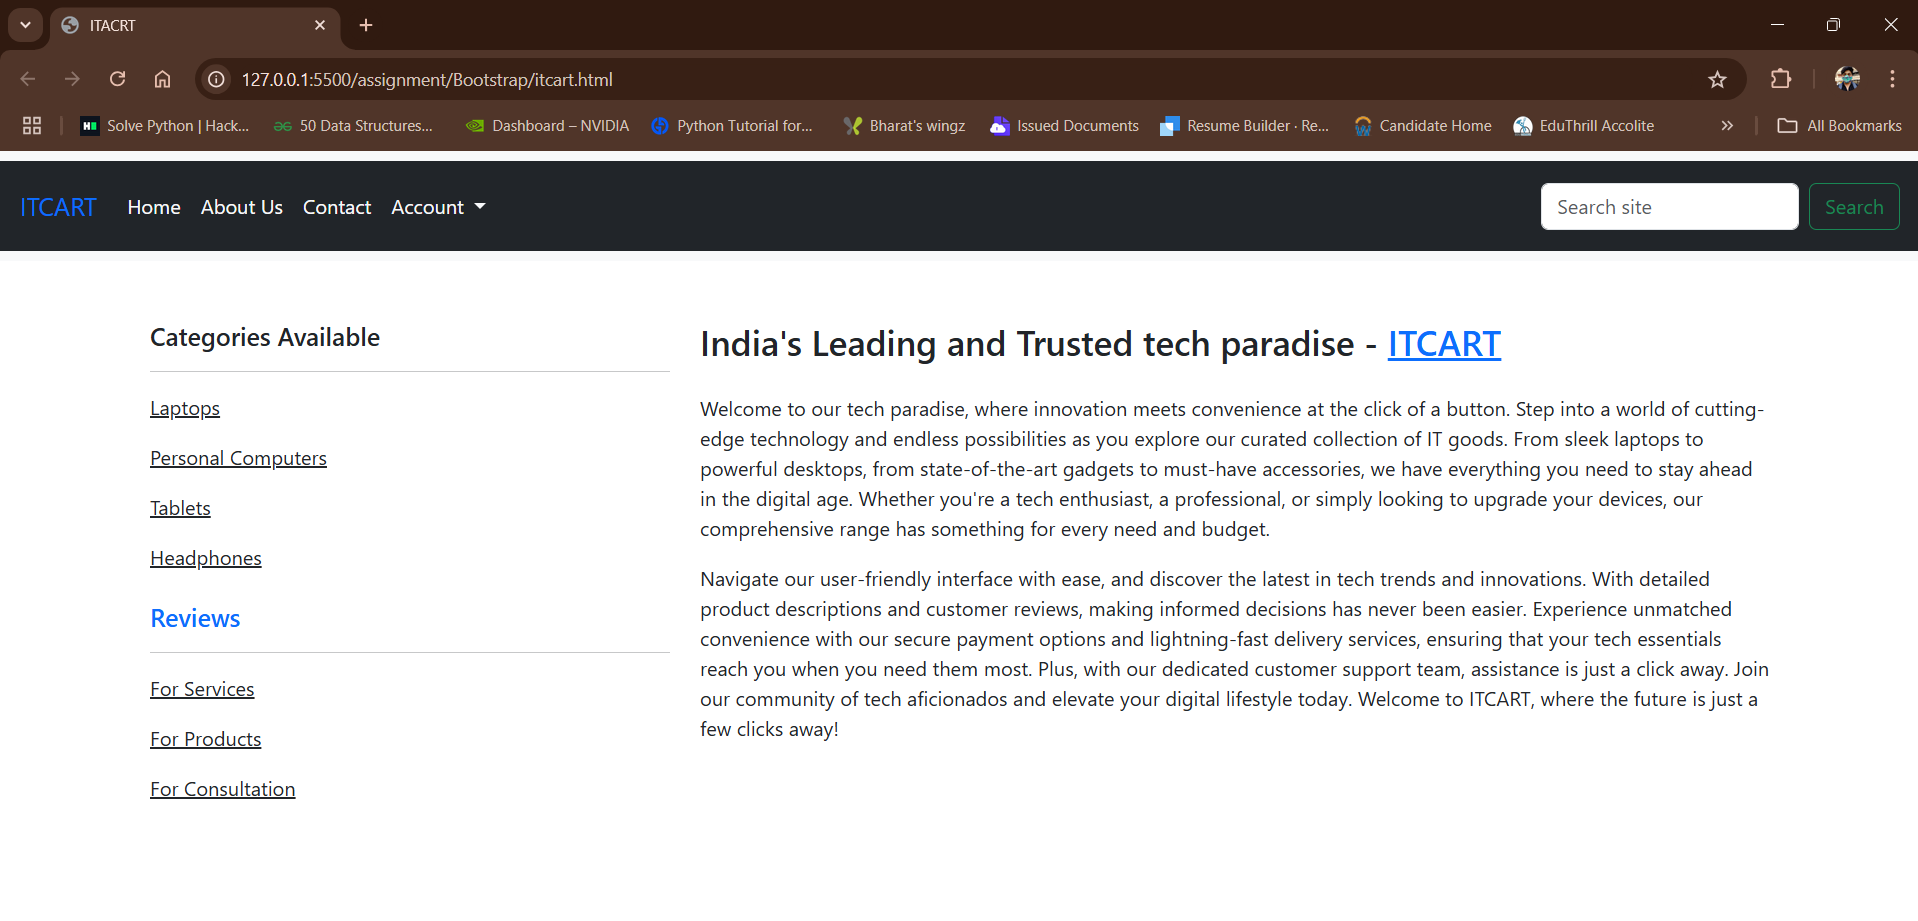 ITACRT
127.0.0.1:5500/assignment/Bootstrap/itcart.html
Solve Python | Hack...
50 Data Structures...
Dashboard – NVIDIA
Python Tutorial for...
Bharat's wingz
Issued Documents
Resume Builder · Re...
Candidate Home
EduThrill Accolite
All Bookmarks
ITCART
Home
About Us
Contact
Account
Search site
Search
Categories Available
Laptops
Personal Computers
Tablets
Headphones
Reviews
For Services
For Products
For Consultation
India's Leading and Trusted tech paradise - ITCART
Welcome to our tech paradise, where innovation meets convenience at the click of a button. Step into a world of cutting-
edge technology and endless possibilities as you explore our curated collection of IT goods. From sleek laptops to
powerful desktops, from state-of-the-art gadgets to must-have accessories, we have everything you need to stay ahead
in the digital age. Whether you're a tech enthusiast, a professional, or simply looking to upgrade your devices, our
comprehensive range has something for every need and budget.
Navigate our user-friendly interface with ease, and discover the latest in tech trends and innovations. With detailed
product descriptions and customer reviews, making informed decisions has never been easier. Experience unmatched
convenience with our secure payment options and lightning-fast delivery services, ensuring that your tech essentials
reach you when you need them most. Plus, with our dedicated customer support team, assistance is just a click away. Join
our community of tech aficionados and elevate your digital lifestyle today. Welcome to ITCART, where the future is just a
few clicks away!